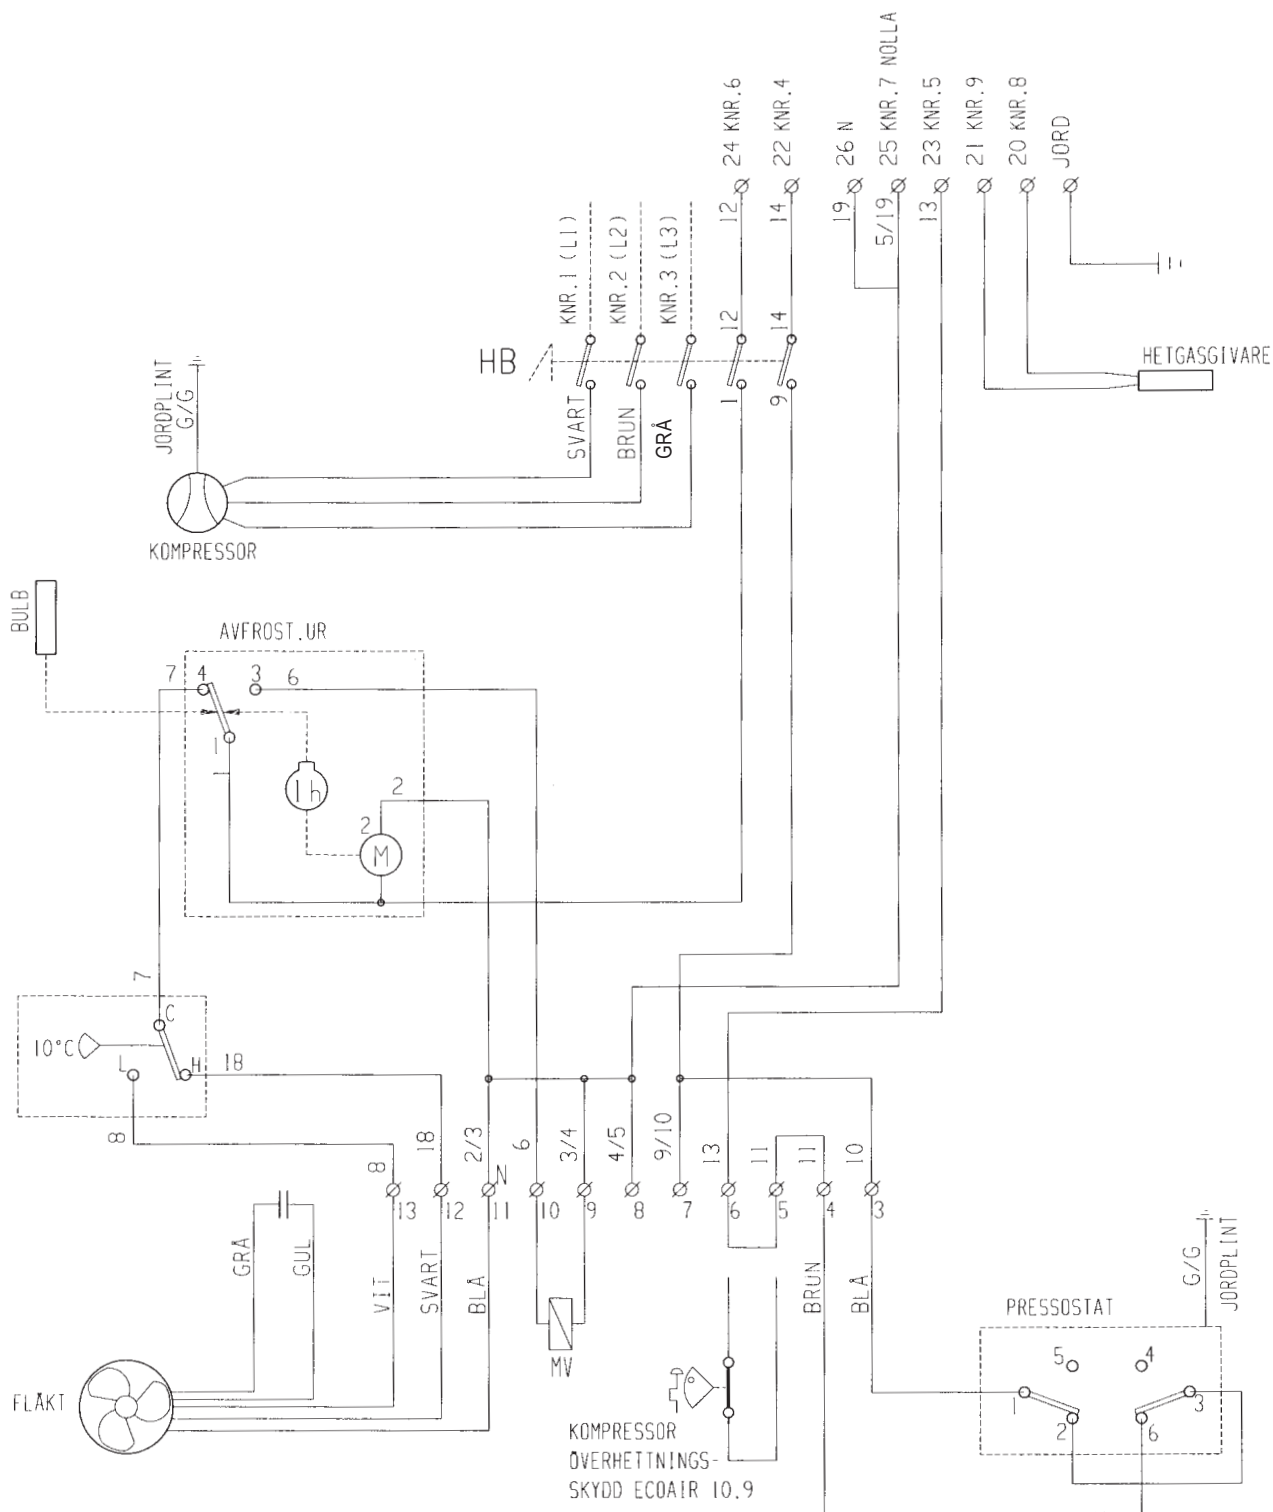 24 KNR.6
22 KNR.4
26 N
25 KNR.7 NOLLA
23 KNR.5
21 KNR.9
20 KNR.8
JORD
12
14
19
5/19
13
KNR.1 (L1)
KNR.2 (L2)
KNR.3 (L3)
12
14
HB
1
9
HETGASGIVARE
JORDPLINT
G/G
SVART
BRUN
GRÅ
KOMPRESSOR
BULB
AVFROST.UR
7
4
3
6
1
1h
2
2
M
7
10°C
C
L
H
18
8
8
18
2/3
N
6
3/4
4/5
9/10
13
11
11
10
13
12
11
10
9
8
7
6
5
4
3
GRÅ
GUL
VIT
SVART
BLÅ
BRUN
BLÅ
G/G
JORDPLINT
MV
PRESSOSTAT
5
4
1
3
2
6
FLÄKT
KOMPRESSOR
ÖVERHETTNINGS-
SKYDD ECOAIR 10.9